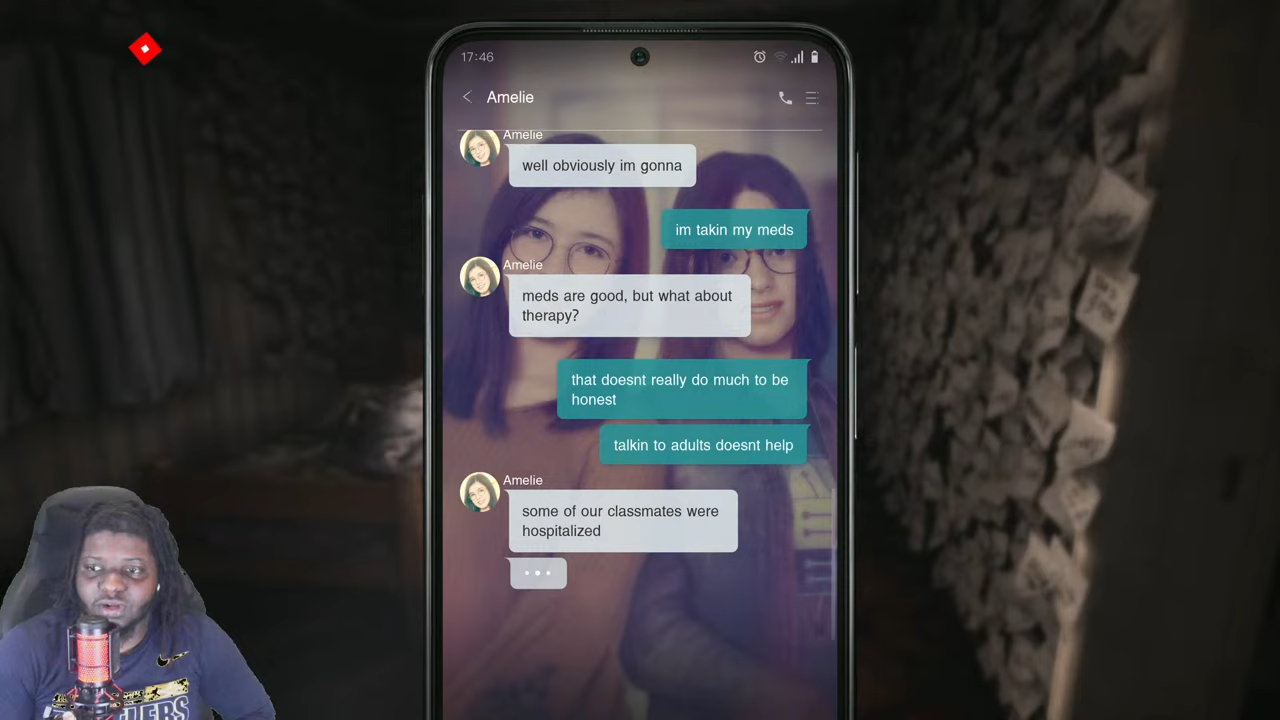 17:46
Amelie
Amelie
well obviously im gonna
im takin my meds
Amelie
meds are good, but what about
therapy?
that doesnt really do much to be
honest
talkin to adults doesnt help
Amelie
some of our classmates were
hospitalized